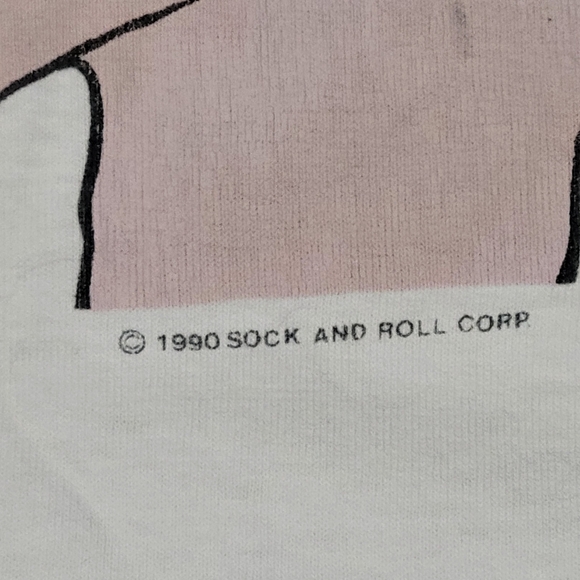 © 1990 SOCK AND ROLL CORP.